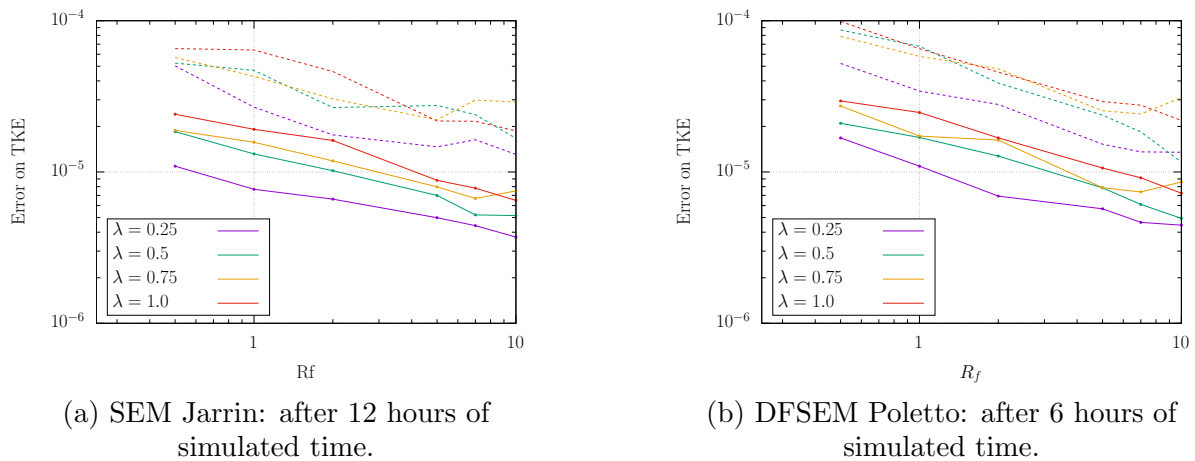 10⁻⁴
10⁻⁵
10⁻⁶
Error on TKE
λ = 0.25
λ = 0.5
λ = 0.75
λ = 1.0
1
10
Rf
(a) SEM Jarrin: after 12 hours of
simulated time.
10⁻⁴
10⁻⁵
10⁻⁶
Error on TKE
λ = 0.25
λ = 0.5
λ = 0.75
λ = 1.0
1
10
R_f
(b) DFSEM Poletto: after 6 hours of
simulated time.